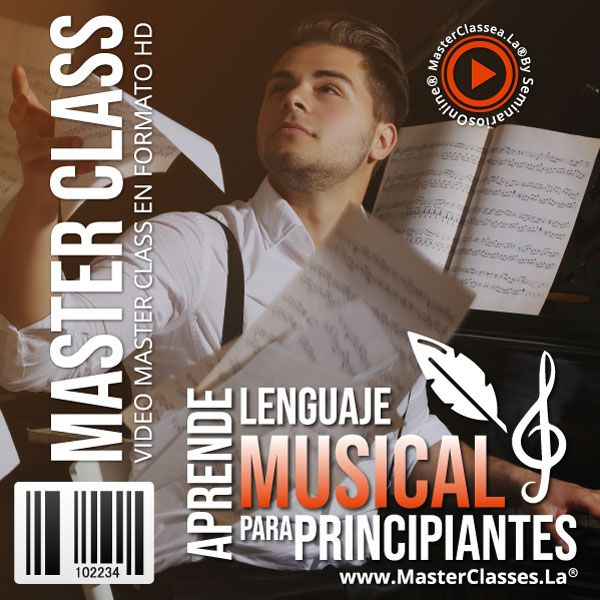 MASTER CLASS
VIDEO MASTER CLASS EN FORMATO HD
MasterClassea.La® By SeminariosOnline®
APRENDE
LENGUAJE
MUSICAL
PARA PRINCIPIANTES
102234
www.MasterClasses.La®